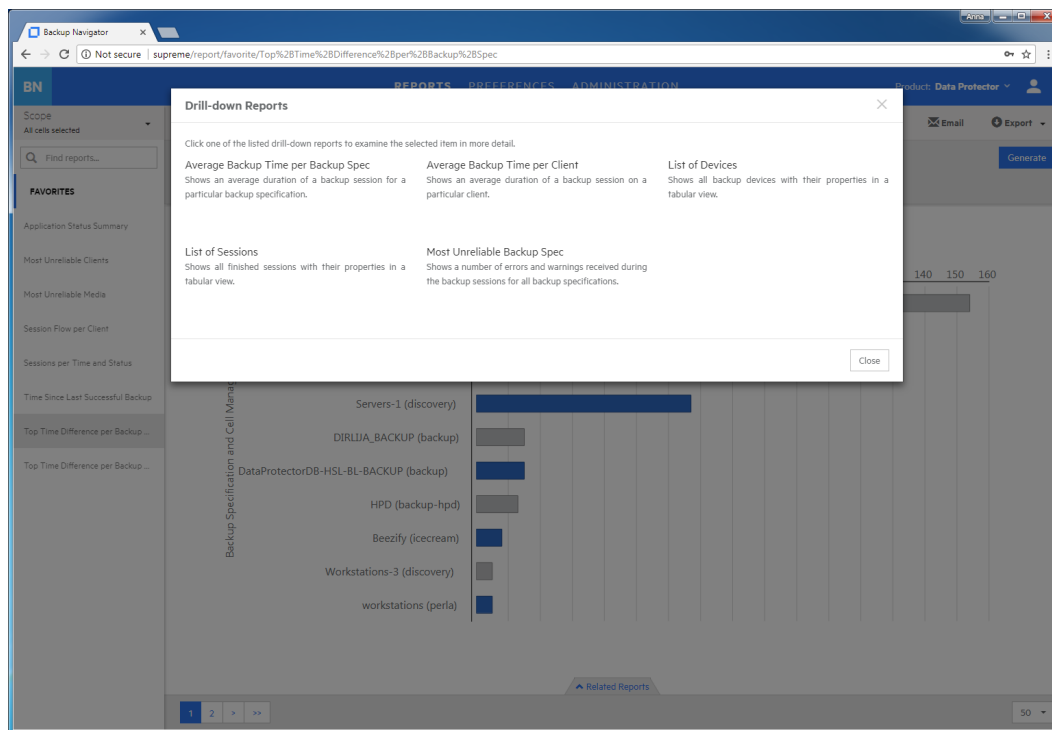 Anna
Backup Navigator
Not secure
supreme/report/favorite/Top%2BTime%2BDifference%2Bper%2BBackup%2BSpec
BN
REPORTS PREFERENCES ADMINISTRATION
Product: Data Protector
Scope
All cells selected
Email
Export
Find reports...
Generate
FAVORITES
Application Status Summary
Most Unreliable Clients
Most Unreliable Media
Session Flow per Client
Sessions per Time and Status
Time Since Last Successful Backup
Top Time Difference per Backup ...
Top Time Difference per Backup ...
Drill-down Reports
Click one of the listed drill-down reports to examine the selected item in more detail.
Average Backup Time per Backup Spec
Shows an average duration of a backup session for a
particular backup specification.
Average Backup Time per Client
Shows an average duration of a backup session on a
particular client.
List of Devices
Shows all backup devices with their properties in a
tabular view.
List of Sessions
Shows all finished sessions with their properties in a
tabular view.
Most Unreliable Backup Spec
Shows a number of errors and warnings received during
the backup sessions for all backup specifications.
Close
140 150 160
Backup Specification and Cell Manag
Servers-1 (discovery)
DIRLIJA_BACKUP (backup)
DataProtectorDB-HSL-BL-BACKUP (backup)
HPD (backup-hpd)
Beezify (icecream)
Workstations-3 (discovery)
workstations (perla)
Related Reports
1 2 > >>
50